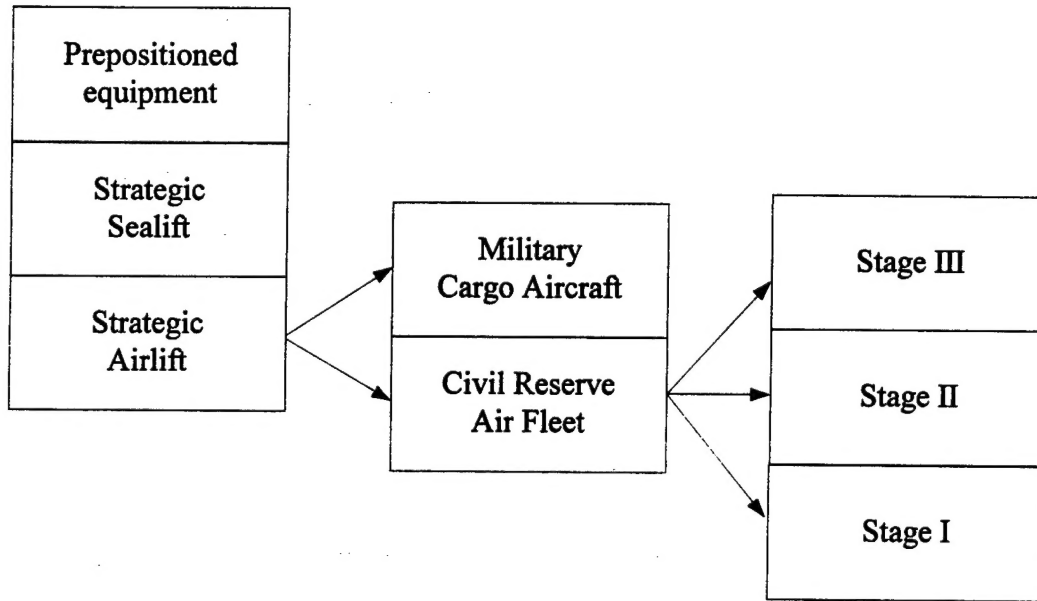 Prepositioned
equipment
Strategic
Sealift
Strategic
Airlift
Military
Cargo Aircraft
Civil Reserve
Air Fleet
Stage III
Stage II
Stage I